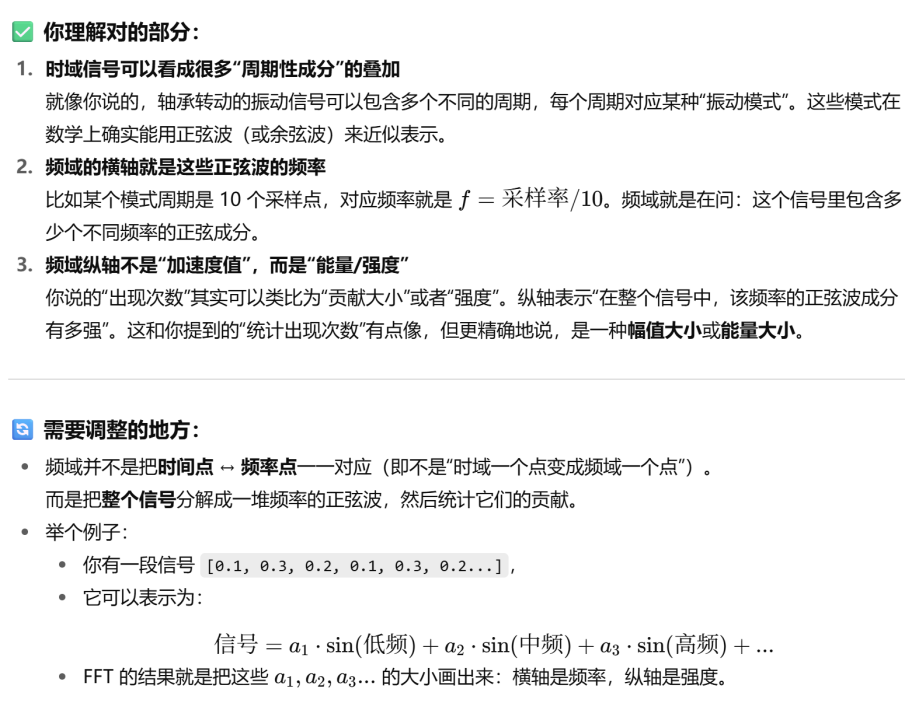 ✅ 你理解对的部分：
1. 时域信号可以看成很多“周期性成分”的叠加
就像你说的，轴承转动的振动信号可以包含多个不同的周期，每个周期对应某种“振动模式”。这些模式在
数学上确实能用正弦波（或余弦波）来近似表示。
2. 频域的横轴就是这些正弦波的频率
比如某个模式周期是 10 个采样点，对应频率就是 f = 采样率/10。频域就是在问：这个信号里包含多
少个不同频率的正弦成分。
3. 频域纵轴不是“加速度值”，而是“能量/强度”
你说的“出现次数”其实可以类比为“贡献大小”或者“强度”。纵轴表示“在整个信号中，该频率的正弦波成分
有多强”。这和你提到的“统计出现次数”有点像，但更精确地说，是一种幅值大小或能量大小。
🔄 需要调整的地方：
• 频域并不是把时间点 ↔ 频率点一一对应（即不是“时域一个点变成频域一个点”）。
而是把整个信号分解成一堆频率的正弦波，然后统计它们的贡献。
• 举个例子：
• 你有一段信号 [0.1, 0.3, 0.2, 0.1, 0.3, 0.2...]，
• 它可以表示为：
信号 = a₁ · sin(低频) + a₂ · sin(中频) + a₃ · sin(高频) + ...
• FFT 的结果就是把这些 a₁, a₂, a₃... 的大小画出来：横轴是频率，纵轴是强度。